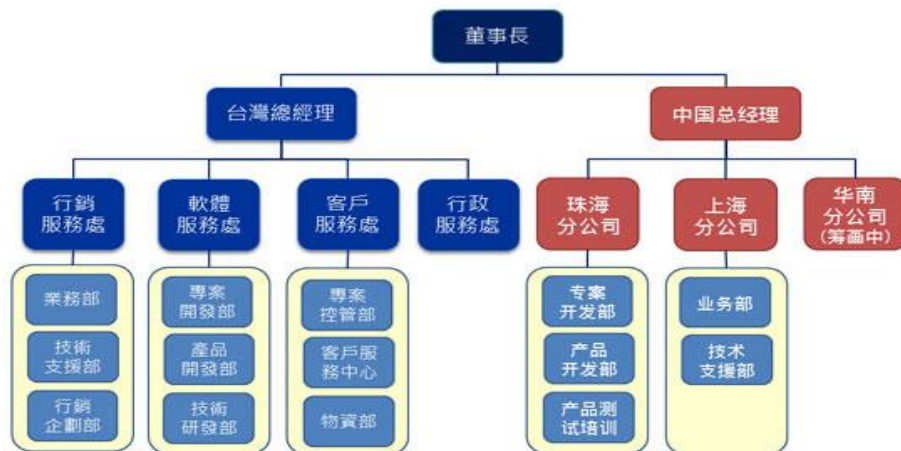 董事長
台灣總經理
中国总经理
行銷
服務處
軟體
服務處
客戶
服務處
行政
服務處
珠海
分公司
上海
分公司
华南
分公司
(筹画中)
業務部
技術
支援部
行銷
企劃部
專案
開發部
產品
開發部
技術
研發部
專案
控管部
客戶服
務中心
物資部
专案
开发部
产品
开发部
产品测
试培训
业务部
技术
支援部